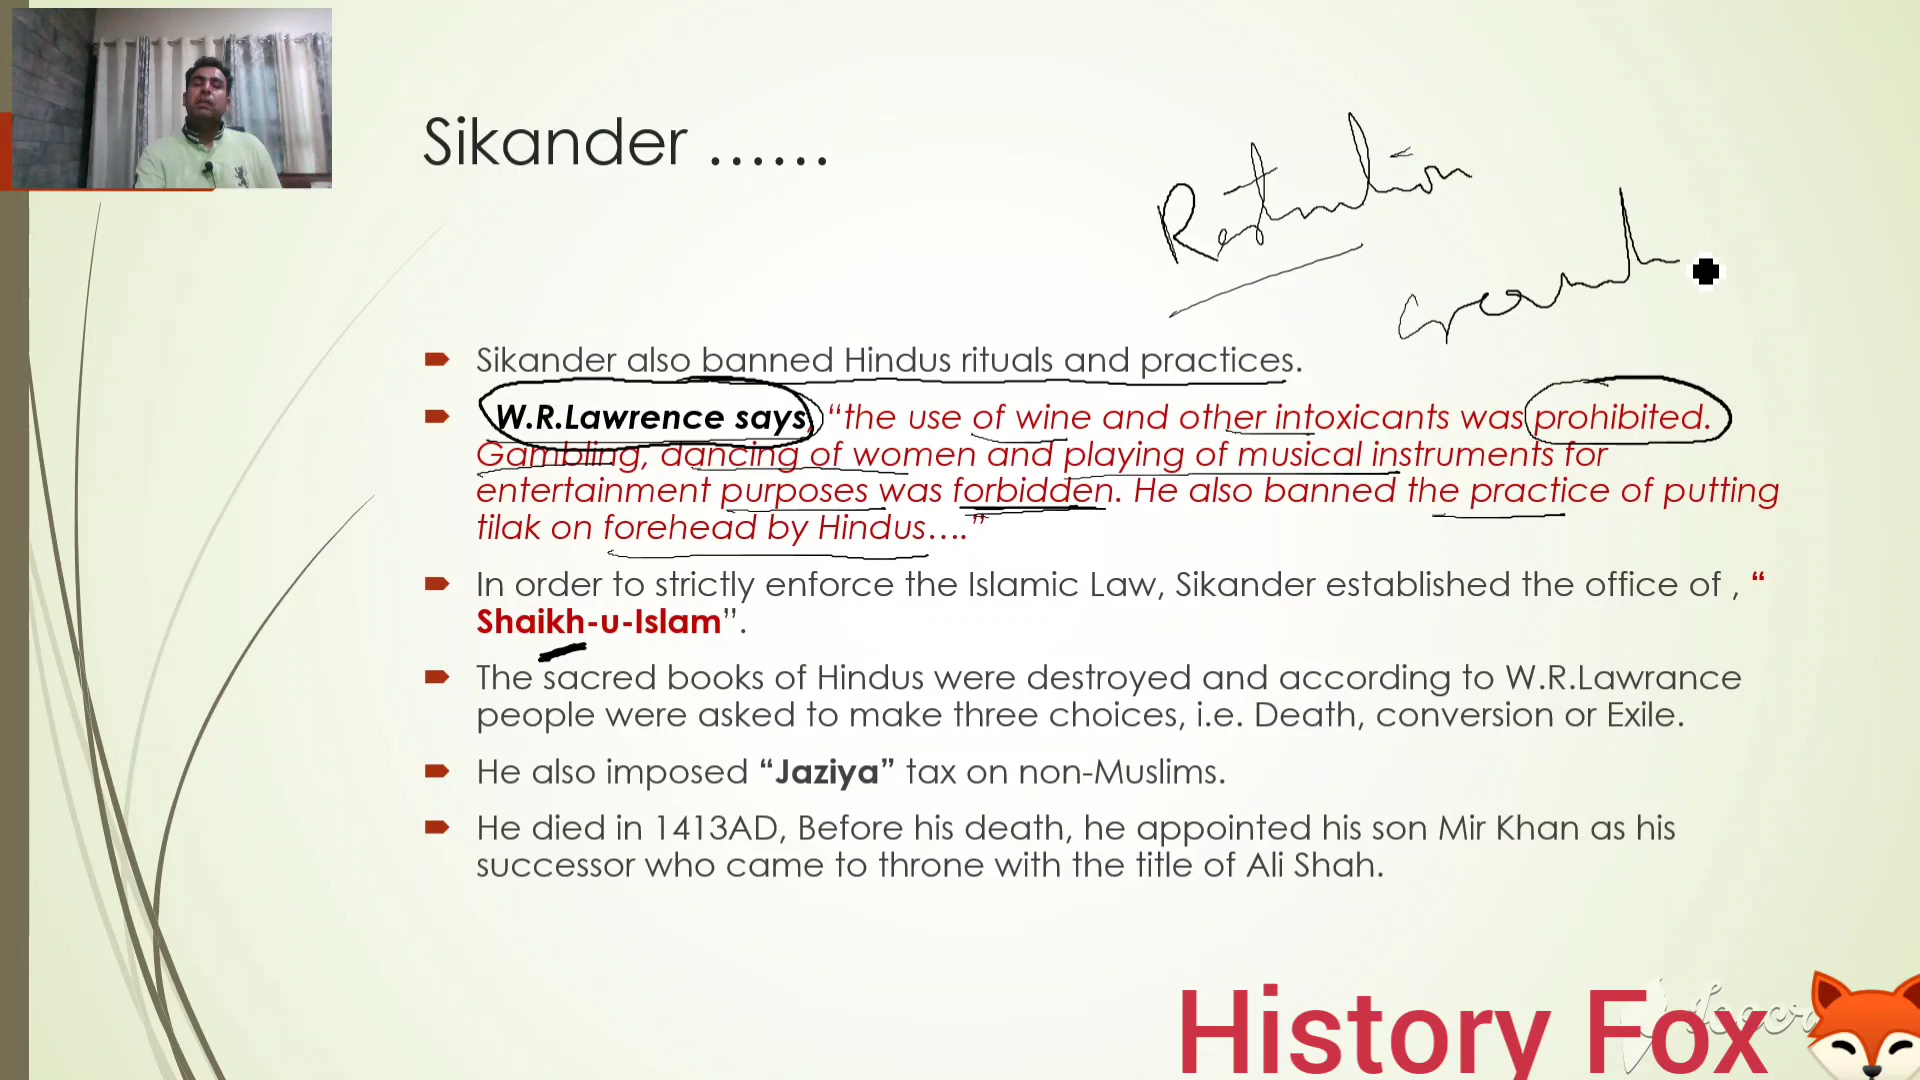 Sikander ......
Sikander also banned Hindus rituals and practices.
W.R.Lawrence says, “the use of wine and other intoxicants was prohibited.
Gambling, dancing of women and playing of musical instruments for
entertainment purposes was forbidden. He also banned the practice of putting
tilak on forehead by Hindus….”
In order to strictly enforce the Islamic Law, Sikander established the office of , “
Shaikh-u-Islam”.
The sacred books of Hindus were destroyed and according to W.R.Lawrance
people were asked to make three choices, i.e. Death, conversion or Exile.
He also imposed “Jaziya” tax on non-Muslims.
He died in 1413AD, Before his death, he appointed his son Mir Khan as his
successor who came to throne with the title of Ali Shah.
History Fox